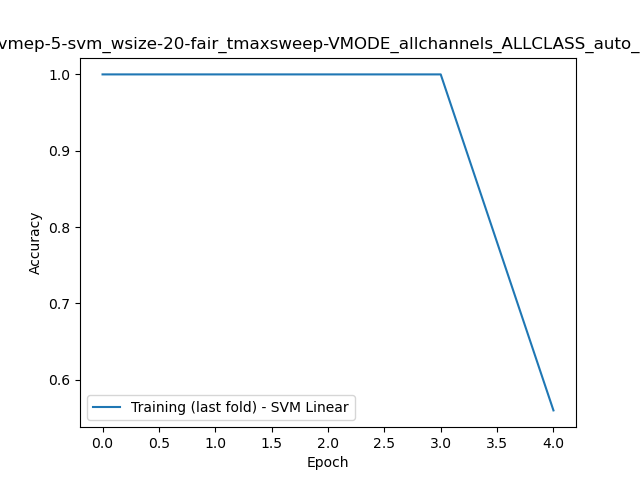 vmep-5-svm_wsize-20-fair_tmaxsweep-VMODE_allchannels_ALLCLASS_auto_
1.0
0.9
0.8
0.7
0.6
Accuracy
Training (last fold) - SVM Linear
0.0 0.5 1.0 1.5 2.0 2.5 3.0 3.5 4.0
Epoch